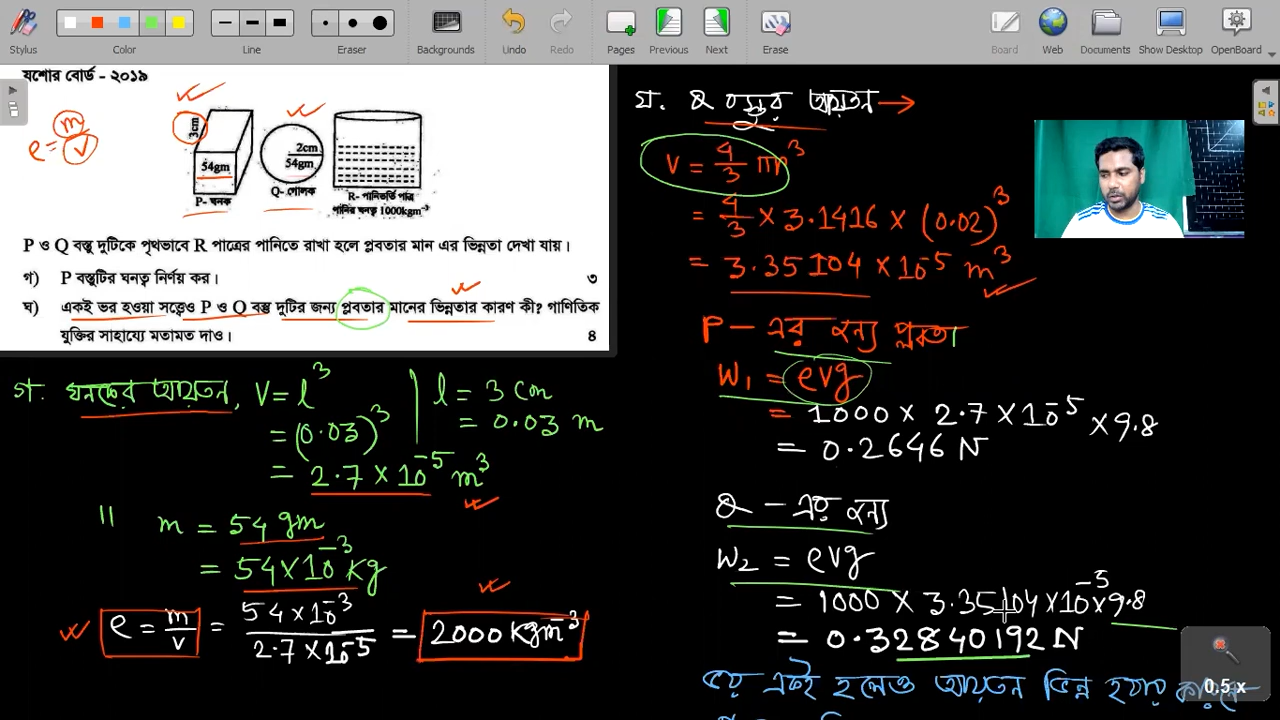 Stylus
Color
Line
Eraser
Backgrounds
Undo
Redo
Pages
Previous
Next
Erase
Board
Web
Documents
Show Desktop
OpenBoard
যশোর বোর্ড - ২০১৯
e = m/v
3cm
54gm
P- ঘনক
2cm
54gm
Q- গোলক
R- পানিভর্তি পাত্র
পানির ঘনত্ব 1000kgm⁻³
P ও Q বস্তু দুটিকে পৃথভাবে R পাত্রের পানিতে রাখা হলে প্লবতার মান এর ভিন্নতা দেখা যায়।
গ) P বস্তুটির ঘনত্ব নির্ণয় কর। ৩
ঘ) একই ভর হওয়া সত্ত্বেও P ও Q বস্তু দুটির জন্য প্লবতার মানের ভিন্নতার কারণ কী? গাণিতিক
যুক্তির সাহায্যে মতামত দাও। 4
গ. ঘনকের আয়তন, V = l³
= (0.03)³
= 2.7 × 10⁻⁵ m³
l = 3 cm
= 0.03 m
" m = 54 gm
= 54×10⁻³ kg
e = m/v = 54×10⁻³/2.7×10⁻⁵ = 2000 kgm⁻³
ঘ. Q বস্তুর আয়তন →
V = 4/3 πr³
= 4/3 × 3.1416 × (0.02)³
= 3.35104 × 10⁻⁵ m³
P - এর জন্য প্লবতা
W₁ = evg
= 1000 × 2.7 × 10⁻⁵ × 9.8
= 0.2646 N
Q - এর জন্য
W₂ = evg
= 1000 × 3.35104 × 10⁻⁵ × 9.8
= 0.32840192 N
ভর একই হলেও আয়তন ভিন্ন হওয়ার কারণে
0.5 x